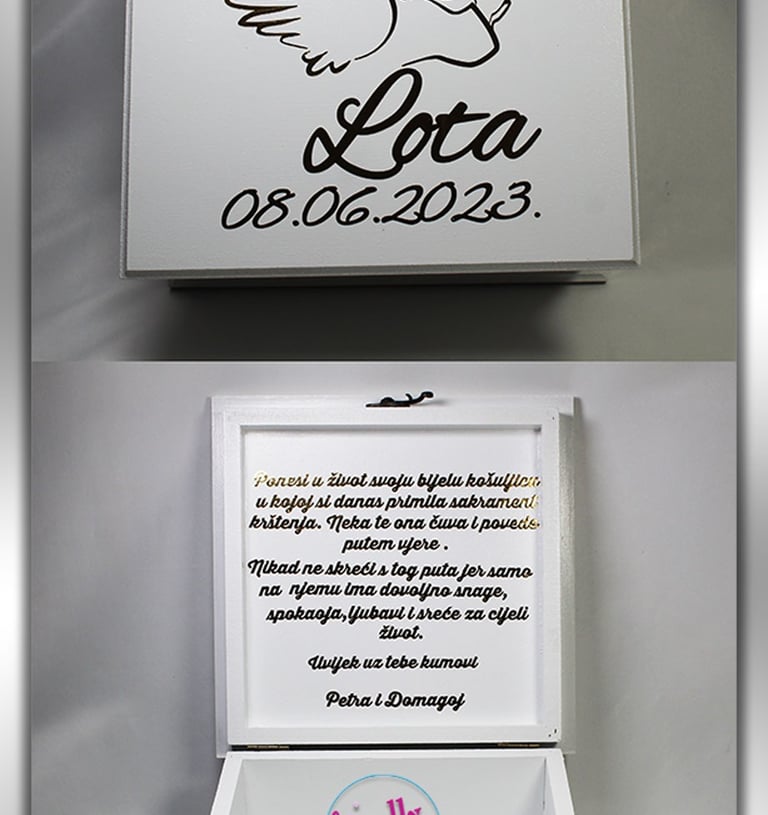 Lota
08.06.2023.
Ponesi u život svoju bijelu košuljicu
u kojoj si danas primila sakrament
krštenja. Neka te ona čuva i povede
putem vjere .
Nikad ne skreći s tog puta jer samo
na njemu ima dovoljno snage,
spokaoja,ljubavi i sreće za cijeli
život.
Uvijek uz tebe kumovi
Petra i Domagoj